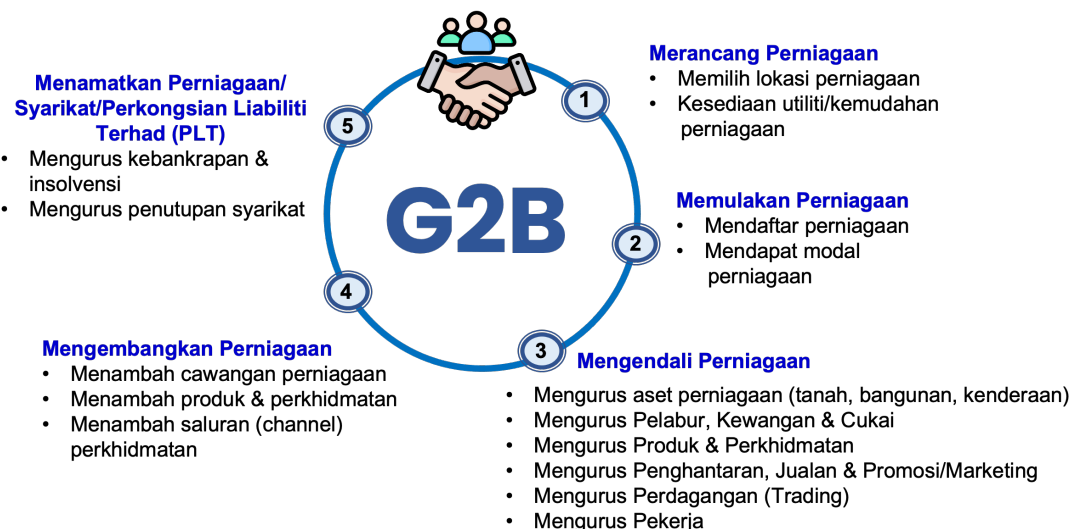 G2B
1
Merancang Perniagaan
• Memilih lokasi perniagaan
• Kesediaan utiliti/kemudahan
perniagaan
2
Memulakan Perniagaan
• Mendaftar perniagaan
• Mendapat modal
perniagaan
3
Mengendali Perniagaan
• Mengurus aset perniagaan (tanah, bangunan, kenderaan)
• Mengurus Pelabur, Kewangan & Cukai
• Mengurus Produk & Perkhidmatan
• Mengurus Penghantaran, Jualan & Promosi/Marketing
• Mengurus Perdagangan (Trading)
• Mengurus Pekerja
4
Mengembangkan Perniagaan
• Menambah cawangan perniagaan
• Menambah produk & perkhidmatan
• Menambah saluran (channel)
perkhidmatan
5
Menamatkan Perniagaan/
Syarikat/Perkongsian Liabiliti
Terhad (PLT)
• Mengurus kebankrapan &
insolvensi
• Mengurus penutupan syarikat